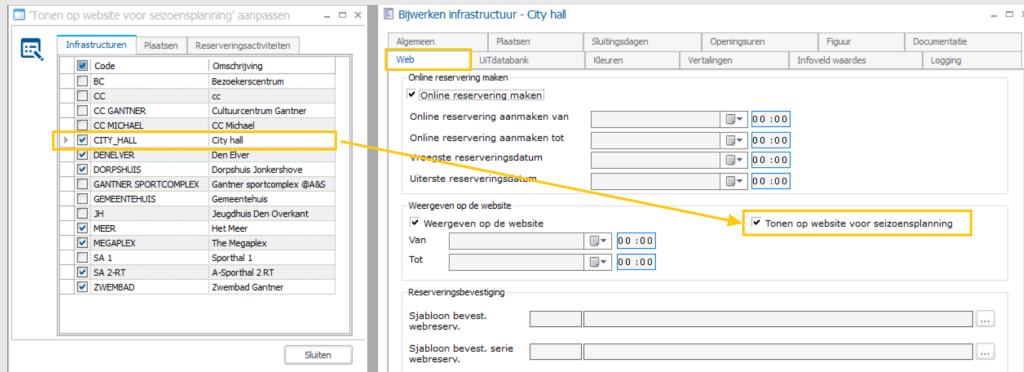 'Tonen op website voor seizoensplanning' aanpassen
Infrastructuren Plaatsen Reserveringsactiviteiten
Code Omschrijving
BC Bezoekerscentrum
CC cc
CC GANTNER Cultuurcentrum Gantner
CC MICHAEL CC Michael
CITY_HALL City hall
DENELVER Den Elver
DORPSHUIS Dorpshuis Jonkershove
GANTNER SPORTCOMPLEX Gantner sportcomplex @A&S
GEMEENTEHUIS Gemeentehuis
JH Jeugdhuis Den Overkant
MEER Het Meer
MEGAPLEX The Megaplex
SA 1 Sporthal 1
SA 2-RT A-Sporthal 2 RT
ZWEMBAD Zwembad Gantner
Sluiten
Bijwerken infrastructuur - City hall
Algemeen Plaatsen Sluitingsdagen Openingsuren Figuur Documentatie
Web UiTdatabank Kleuren Vertalingen Infoveld waardes Logging
Online reservering maken
Online reservering maken
Online reservering aanmaken van 00 :00
Online reservering aanmaken tot 00 :00
Vroegste reserveringsdatum 00 :00
Uiterste reserveringsdatum 00 :00
Weergeven op de website
Weergeven op de website Tonen op website voor seizoensplanning
Van 00 :00
Tot 00 :00
Reserveringsbevestiging
Sjabloon bevest.
webreserv. ...
Sjabloon bevest. serie
webreserv. ...